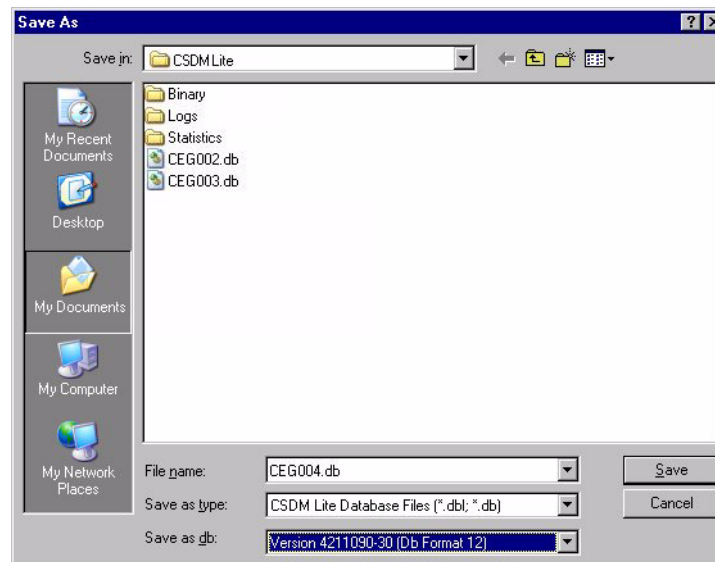 Save As
Save in: CSDM Lite
My Recent
Documents
Desktop
My Documents
My Computer
My Network
Places
Binary
Logs
Statistics
CEG002.db
CEG003.db
File name: CEG004.db
Save
Save as type: CSDM Lite Database Files (*.dbl; *.db)
Cancel
Save as db: Version 4211090-30 (Db Format 12)